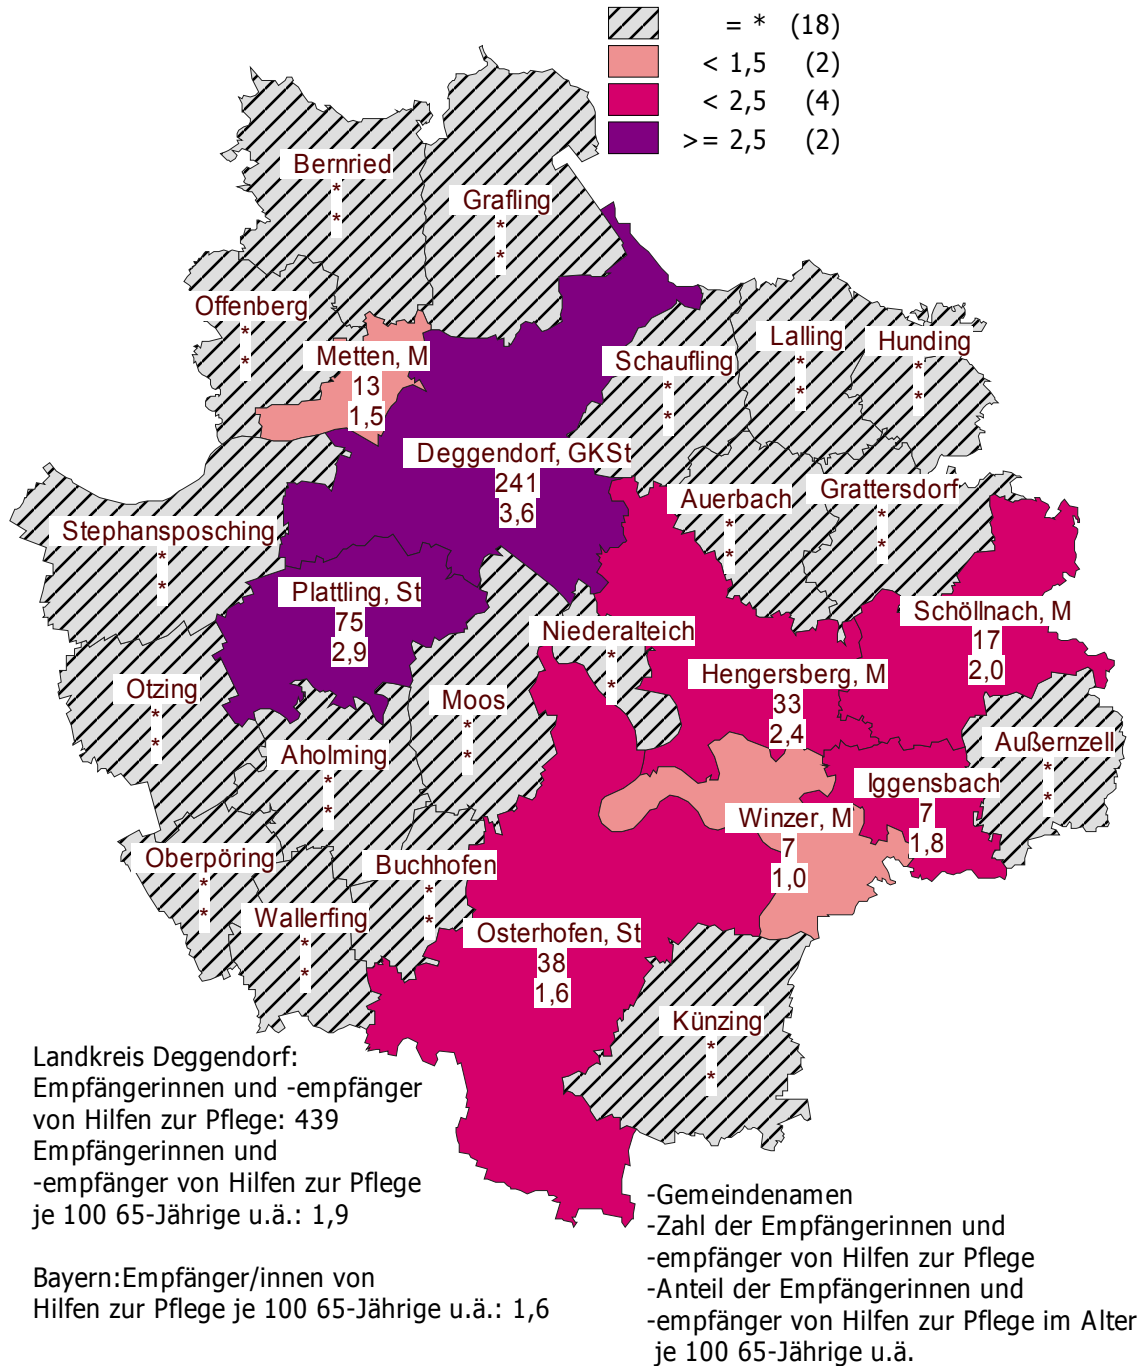 = * (18)
< 1,5 (2)
< 2,5 (4)
>= 2,5 (2)
Bernried
*
*
Grafling
*
*
Offenberg
*
*
Metten, M
13
1,5
Schaufling
*
*
Lalling
*
*
Hunding
*
*
Deggendorf, GKSt
241
3,6
Auerbach
*
*
Grattersdorf
*
*
Stephansposching
*
*
Plattling, St
75
2,9
Niederalteich
*
*
Schöllnach, M
17
2,0
Otzing
*
*
Moos
*
*
Hengersberg, M
33
2,4
Aholming
*
*
Außernzell
*
*
Iggensbach
7
1,8
Winzer, M
7
1,0
Oberpöring
*
*
Buchhofen
*
*
Wallerfing
*
*
Osterhofen, St
38
1,6
Künzing
*
*
Landkreis Deggendorf:
Empfängerinnen und -empfänger
von Hilfen zur Pflege: 439
Empfängerinnen und
-empfänger von Hilfen zur Pflege
je 100 65-Jährige u.ä.: 1,9
Bayern:Empfänger/innen von
Hilfen zur Pflege je 100 65-Jährige u.ä.: 1,6
-Gemeindenamen
-Zahl der Empfängerinnen und
-empfänger von Hilfen zur Pflege
-Anteil der Empfängerinnen und
-empfänger von Hilfen zur Pflege im Alter
je 100 65-Jährige u.ä.